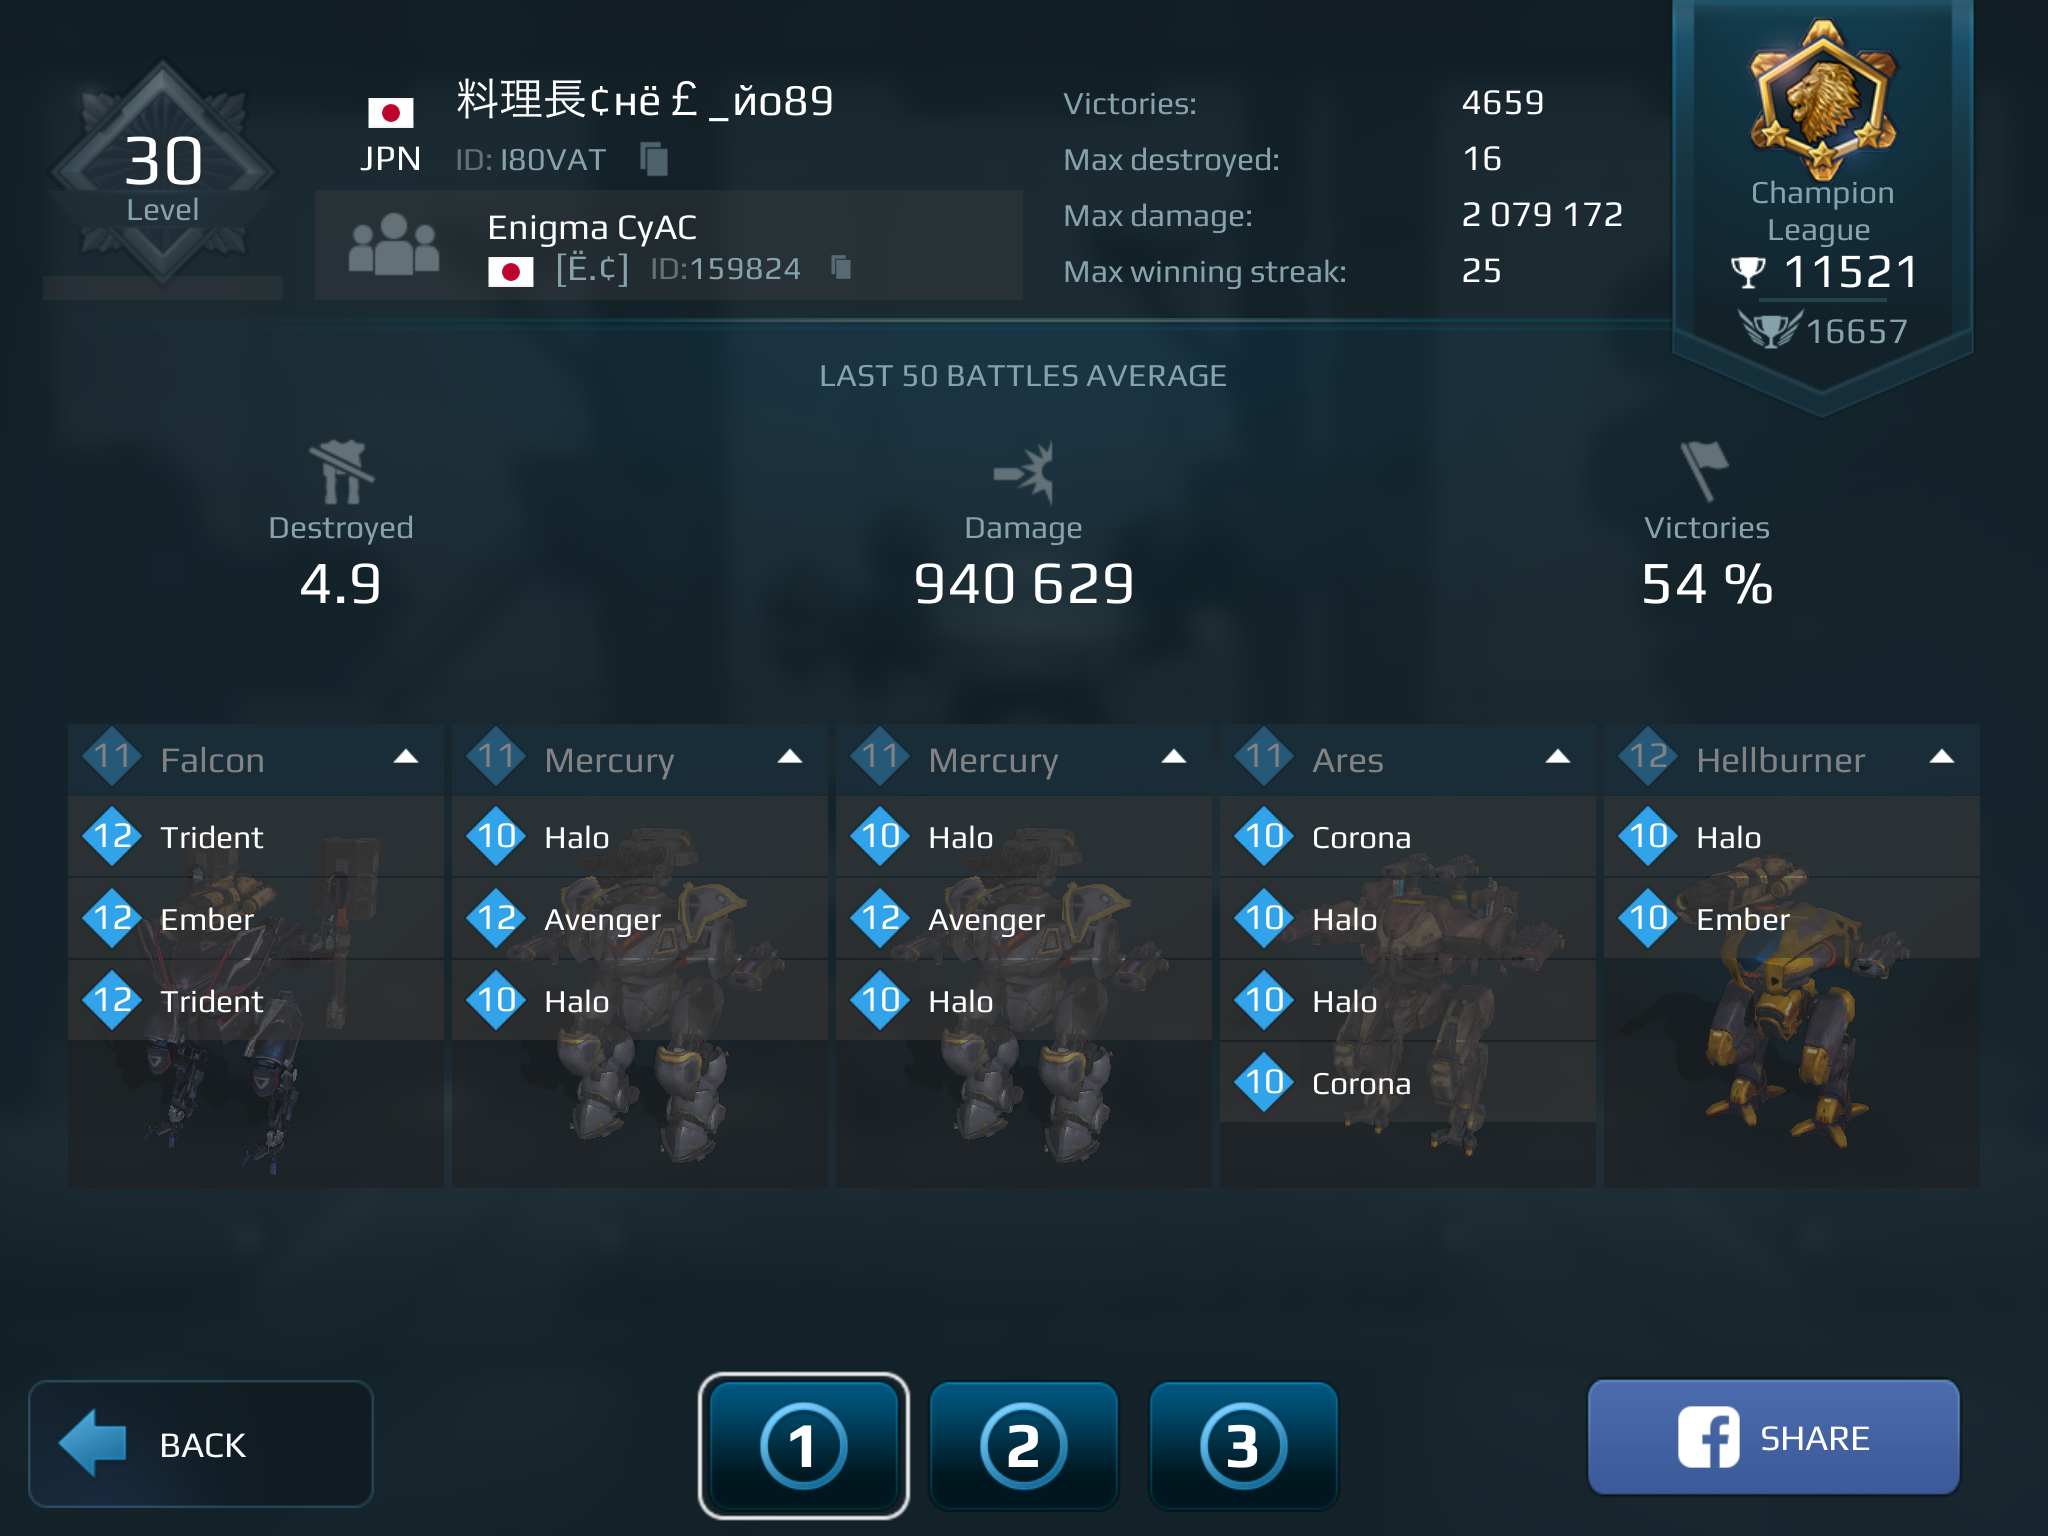 30
Level
JPN
料理長¢нё￡_йо89
ID: I80VAT
Enigma CyAC
[Ё.¢] ID:159824
Victories: 4659
Max destroyed: 16
Max damage: 2 079 172
Max winning streak: 25
Champion
League
11521
16657
LAST 50 BATTLES AVERAGE
Destroyed
4.9
Damage
940 629
Victories
54 %
11 Falcon
12 Trident
12 Ember
12 Trident
11 Mercury
10 Halo
12 Avenger
10 Halo
11 Mercury
10 Halo
12 Avenger
10 Halo
11 Ares
10 Corona
10 Halo
10 Halo
10 Corona
12 Hellburner
10 Halo
10 Ember
BACK
1
2
3
SHARE